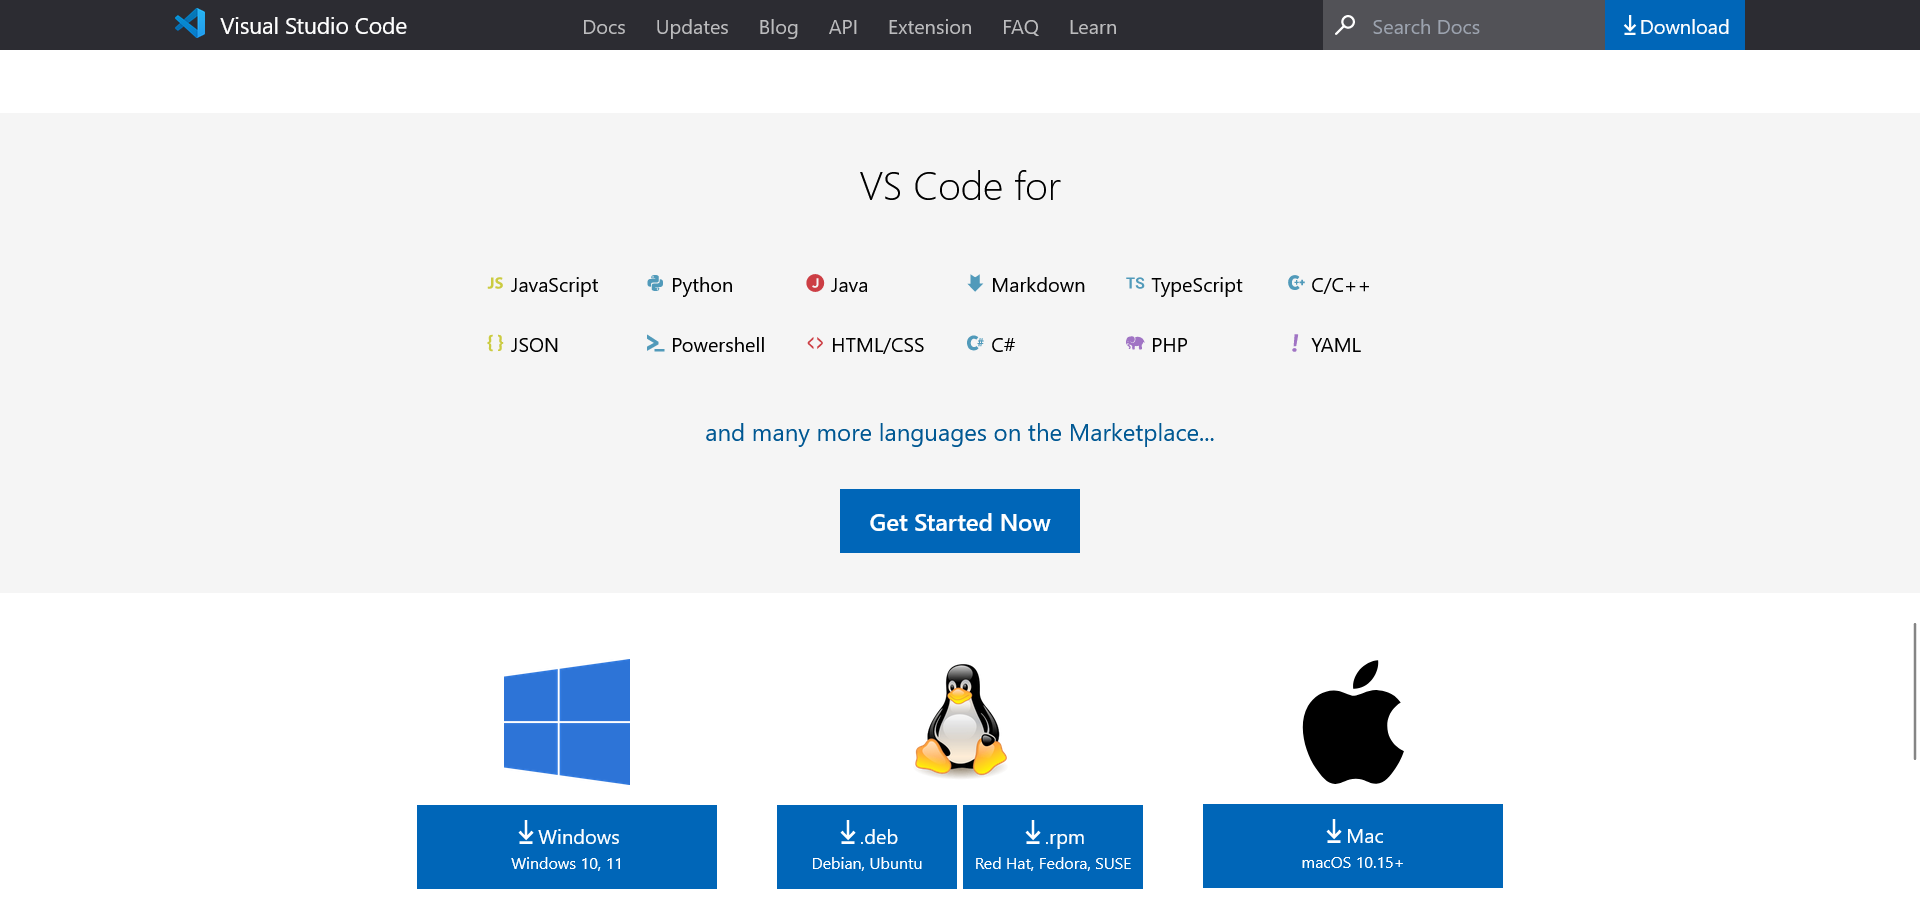 Visual Studio Code Docs Updates Blog API Extension FAQ Learn Search Docs Download
VS Code for
JS JavaScript Python J Java Markdown TS TypeScript C++ C/C++
{} JSON Powershell <> HTML/CSS C# C# PHP ! YAML
and many more languages on the Marketplace...
Get Started Now
Windows
Windows 10, 11
.deb
Debian, Ubuntu
.rpm
Red Hat, Fedora, SUSE
Mac
macOS 10.15+